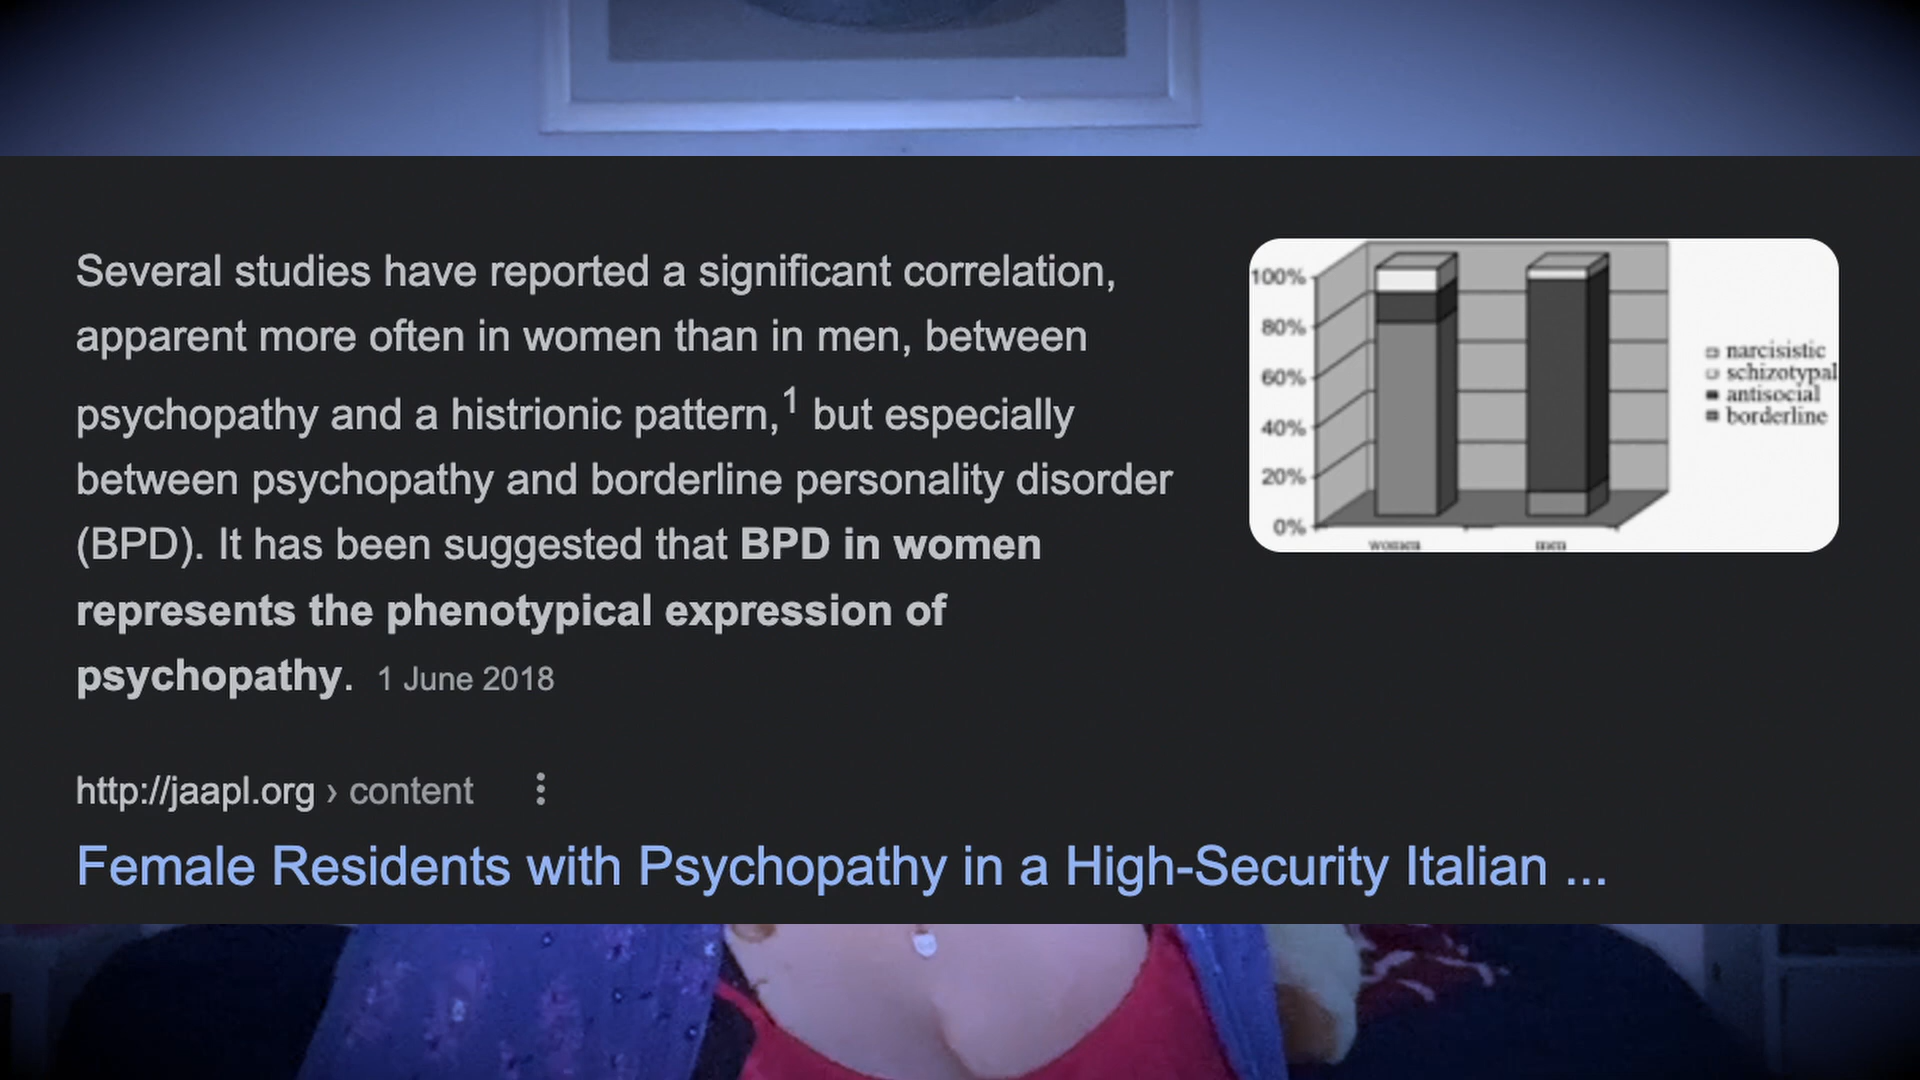 Several studies have reported a significant correlation,
apparent more often in women than in men, between
psychopathy and a histrionic pattern,1 but especially
between psychopathy and borderline personality disorder
(BPD). It has been suggested that BPD in women
represents the phenotypical expression of
psychopathy. 1 June 2018
http://jaapl.org › content
Female Residents with Psychopathy in a High-Security Italian ...
100%
80%
60%
40%
20%
0%
women men
narcisistic
schizotypal
antisocial
borderline